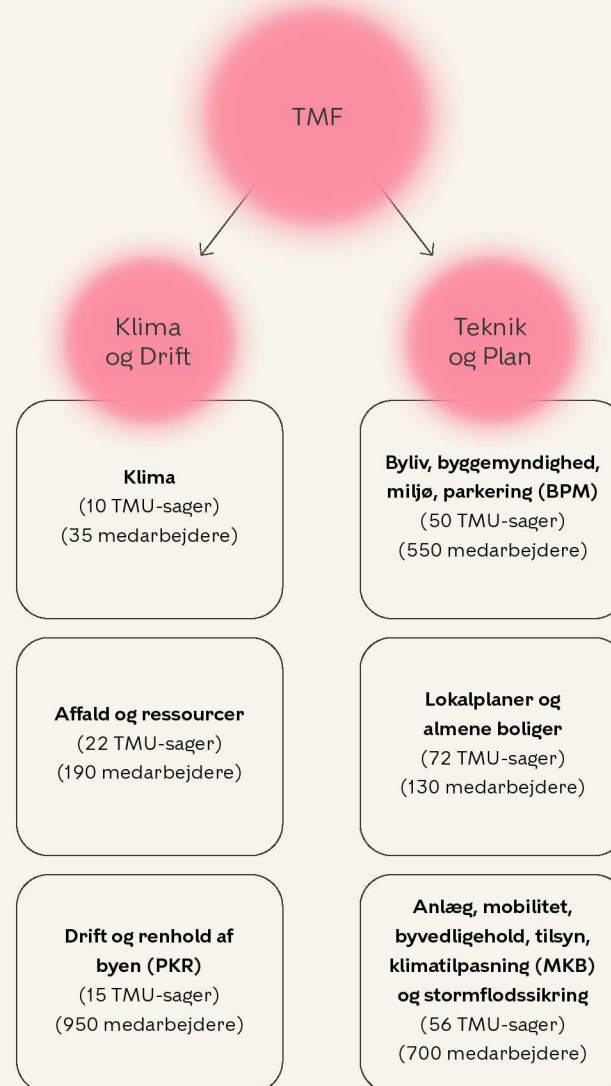 TMF
Klima
og Drift
Klima
(10 TMU-sager)
(35 medarbejdere)
Affald og ressourcer
(22 TMU-sager)
(190 medarbejdere)
Drift og renhold af
byen (PKR)
(15 TMU-sager)
(950 medarbejdere)
Teknik
og Plan
Byliv, byggemyndighed,
miljø, parkering (BPM)
(50 TMU-sager)
(550 medarbejdere)
Lokalplaner og
almene boliger
(72 TMU-sager)
(130 medarbejdere)
Anlæg, mobilitet,
byvedligehold, tilsyn,
klimatilpasning (MKB)
og stormflodssikring
(56 TMU-sager)
(700 medarbejdere)